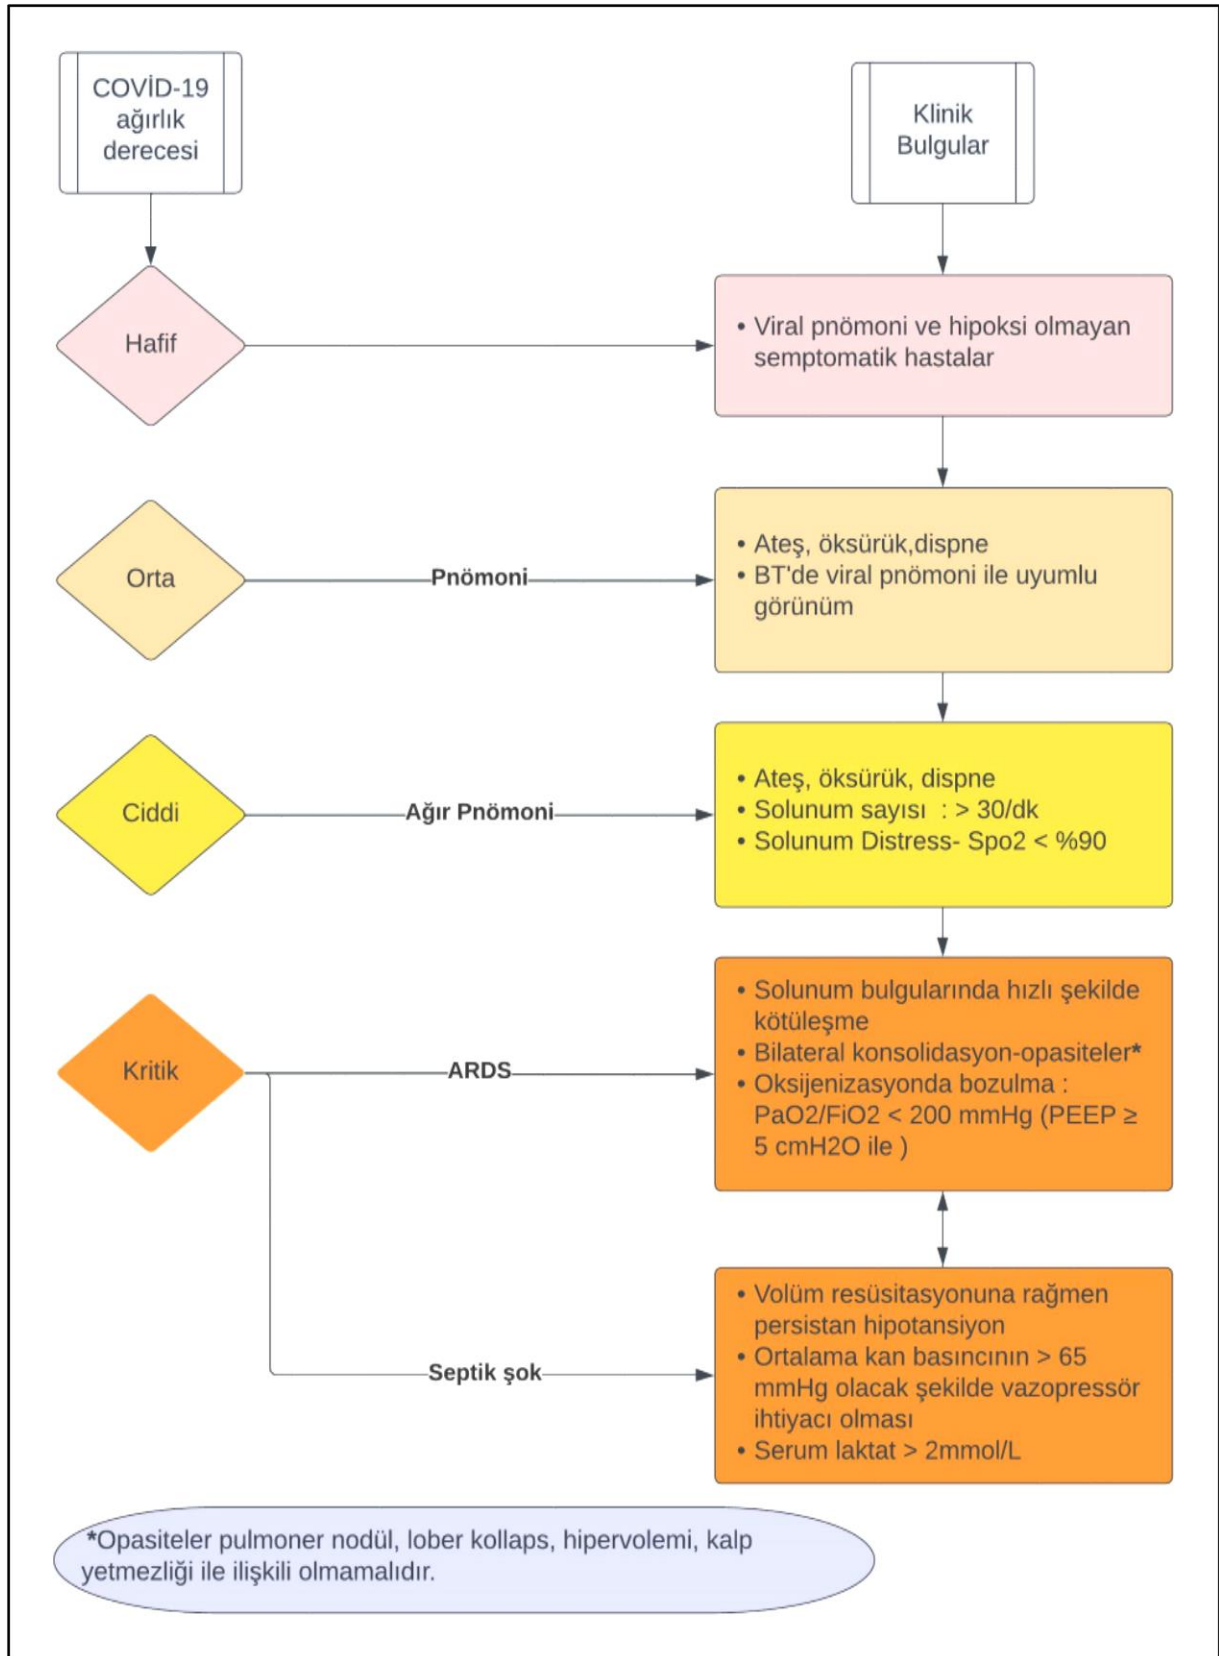 COVİD-19
ağırlık
derecesi
Klinik
Bulgular
Hafif
• Viral pnömoni ve hipoksi olmayan
semptomatik hastalar
Orta
Pnömoni
• Ateş, öksürük,dispne
• BT'de viral pnömoni ile uyumlu
görünüm
Ciddi
Ağır Pnömoni
• Ateş, öksürük, dispne
• Solunum sayısı : > 30/dk
• Solunum Distress- Spo2 < %90
Kritik
ARDS
• Solunum bulgularında hızlı şekilde
kötüleşme
• Bilateral konsolidasyon-opasiteler*
• Oksijenizasyonda bozulma :
PaO2/FiO2 < 200 mmHg (PEEP ≥
5 cmH2O ile )
Septik şok
• Volüm resüsitasyonuna rağmen
persistan hipotansiyon
• Ortalama kan basıncının > 65
mmHg olacak şekilde vazopressör
ihtiyacı olması
• Serum laktat > 2mmol/L
*Opasiteler pulmoner nodül, lober kollaps, hipervolemi, kalp
yetmezliği ile ilişkili olmamalıdır.